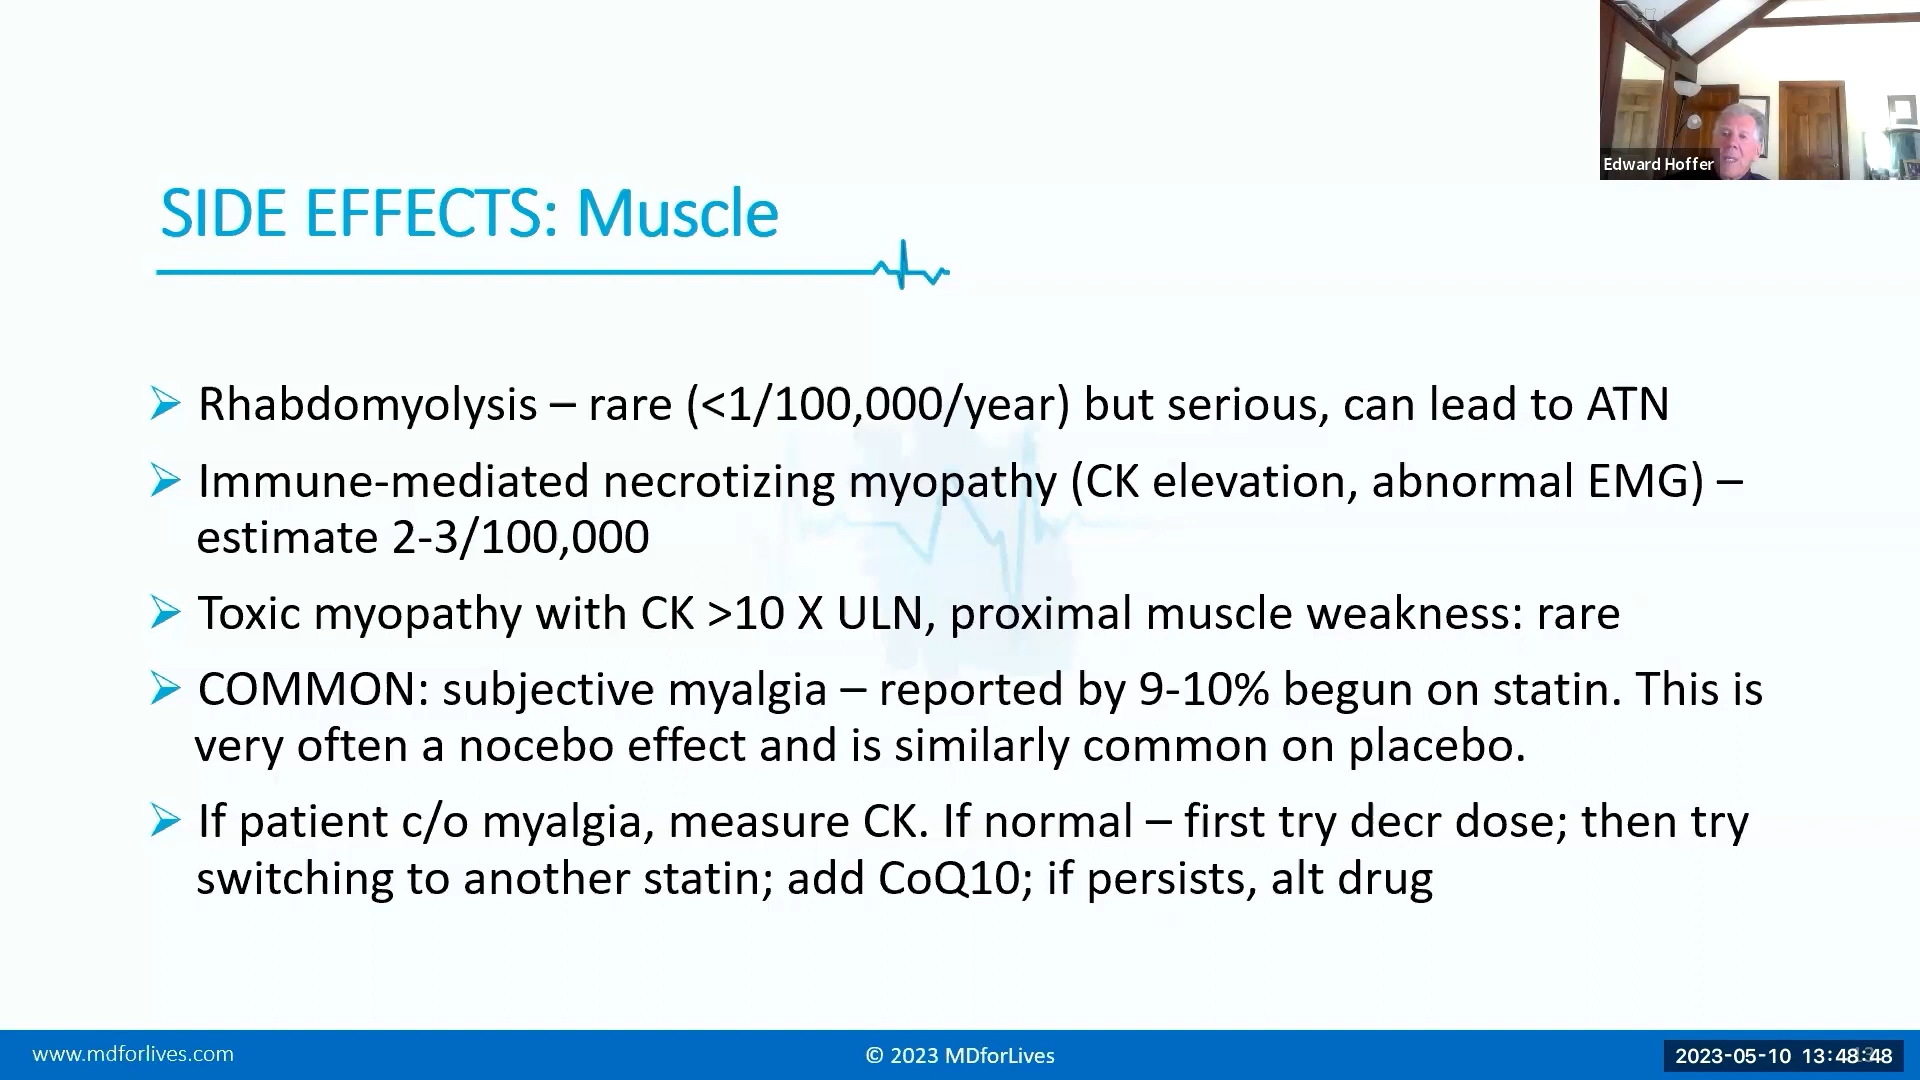 Edward Hoffer
SIDE EFFECTS: Muscle
Rhabdomyolysis – rare (<1/100,000/year) but serious, can lead to ATN
Immune-mediated necrotizing myopathy (CK elevation, abnormal EMG) –
estimate 2-3/100,000
Toxic myopathy with CK >10 X ULN, proximal muscle weakness: rare
COMMON: subjective myalgia – reported by 9-10% begun on statin. This is
very often a nocebo effect and is similarly common on placebo.
If patient c/o myalgia, measure CK. If normal – first try decr dose; then try
switching to another statin; add CoQ10; if persists, alt drug
www.mdforlives.com
© 2023 MDforLives
2023-05-10 13:48:48